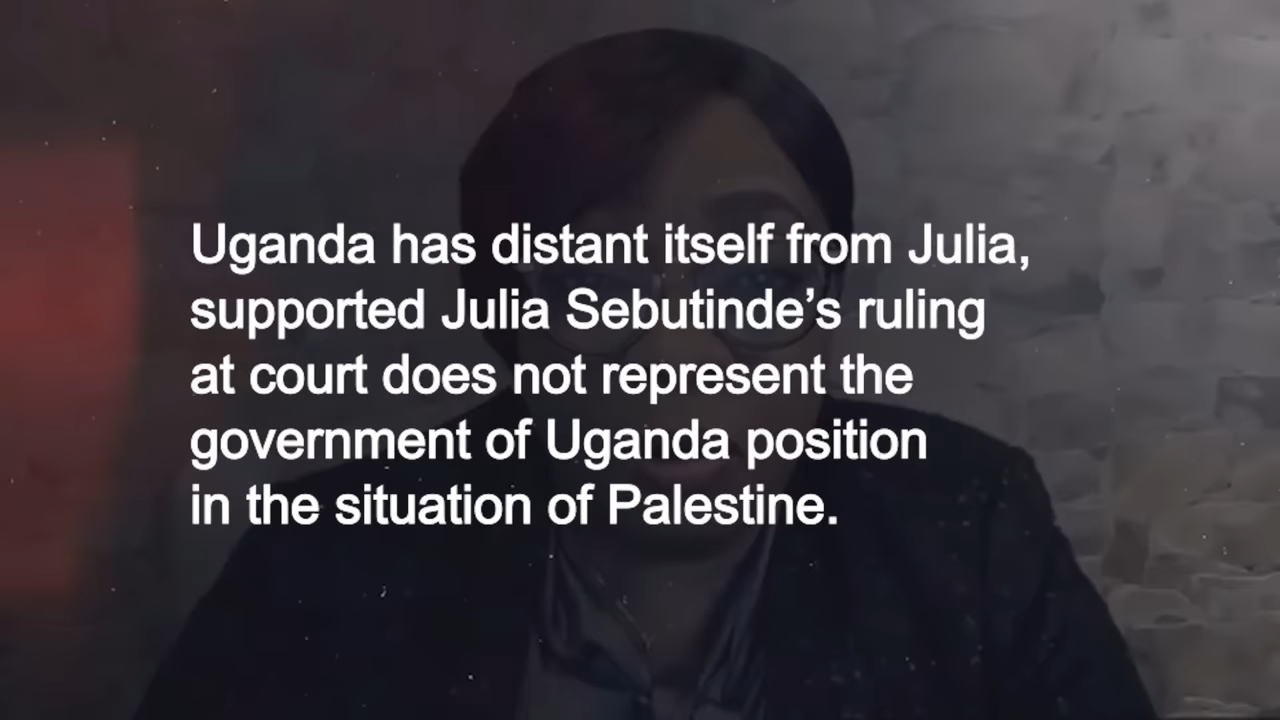 Uganda has distant itself from Julia,
supported Julia Sebutinde’s ruling
at court does not represent the
government of Uganda position
in the situation of Palestine.